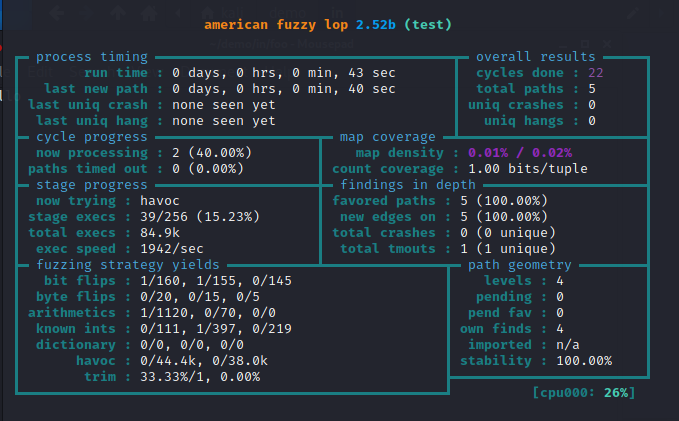 american fuzzy lop 2.52b (test)
process timing
run time : 0 days, 0 hrs, 0 min, 43 sec
last new path : 0 days, 0 hrs, 0 min, 40 sec
last uniq crash : none seen yet
last uniq hang : none seen yet
overall results
cycles done : 22
total paths : 5
uniq crashes : 0
uniq hangs : 0
cycle progress
now processing : 2 (40.00%)
paths timed out : 0 (0.00%)
map coverage
map density : 0.01% / 0.02%
count coverage : 1.00 bits/tuple
stage progress
now trying : havoc
stage execs : 39/256 (15.23%)
total execs : 84.9k
exec speed : 1942/sec
findings in depth
favored paths : 5 (100.00%)
new edges on : 5 (100.00%)
total crashes : 0 (0 unique)
total tmouts : 1 (1 unique)
fuzzing strategy yields
bit flips : 1/160, 1/155, 0/145
byte flips : 0/20, 0/15, 0/5
arithmetics : 1/1120, 0/70, 0/0
known ints : 0/111, 1/397, 0/219
dictionary : 0/0, 0/0, 0/0
havoc : 0/44.4k, 0/38.0k
trim : 33.33%/1, 0.00%
path geometry
levels : 4
pending : 0
pend fav : 0
own finds : 4
imported : n/a
stability : 100.00%
[cpu000: 26%]